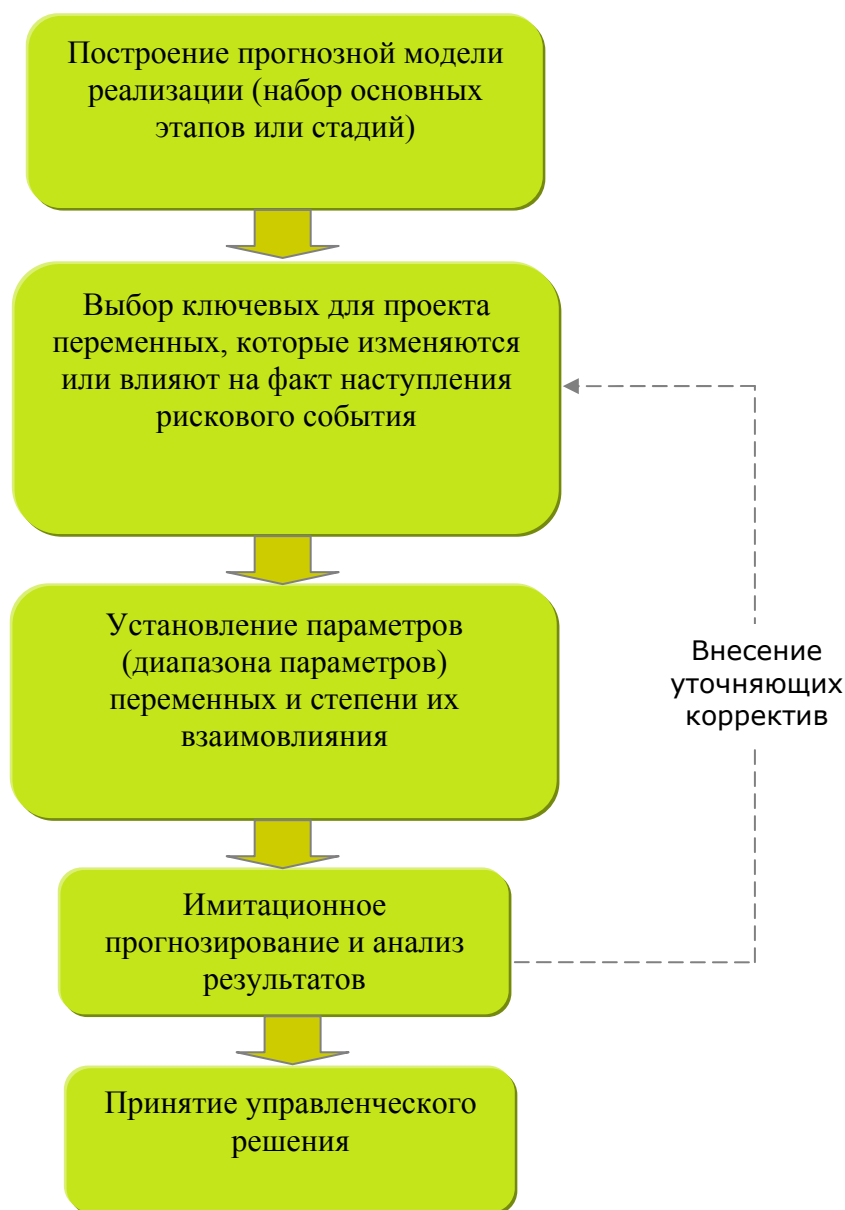 Построение прогнозной модели
реализации (набор основных
этапов или стадий)
Выбор ключевых для проекта
переменных, которые изменяются
или влияют на факт наступления
рискового события
Установление параметров
(диапазона параметров)
переменных и степени их
взаимовлияния
Внесение
уточняющих
корректив
Имитационное
прогнозирование и анализ
результатов
Принятие управленческого
решения